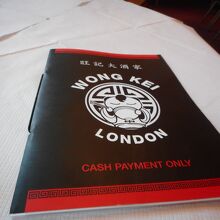 旺記大酒家
WONG KEI
LONDON
CASH PAYMENT ONLY